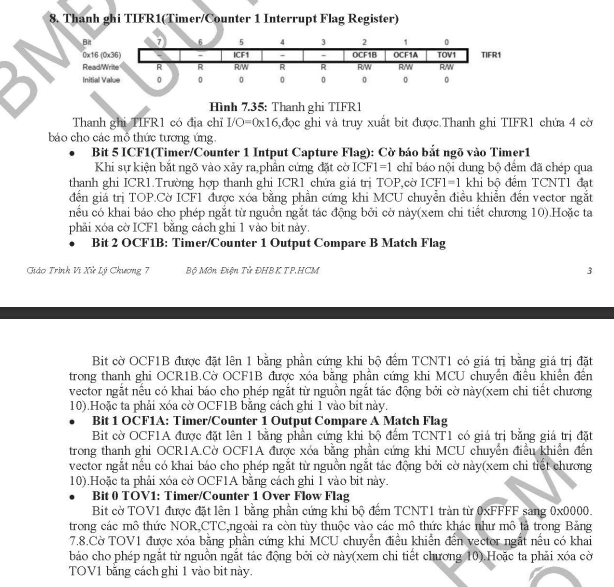 8. Thanh ghi TIFR1(Timer/Counter 1 Interrupt Flag Register)
Bit 7 6 5 4 3 2 1 0
0x16 (0x36) – – ICF1 – – OCF1B OCF1A TOV1 TIFR1
Read/Write R R R/W R R R/W R/W R/W
Initial Value 0 0 0 0 0 0 0 0
Hình 7.35: Thanh ghi TIFR1
Thanh ghi TIFR1 có địa chỉ I/O=0x16,đọc ghi và truy xuất bit được.Thanh ghi TIFR1 chứa 4 cờ
báo cho các mô thức tương ứng.
• Bit 5 ICF1(Timer/Counter 1 Intput Capture Flag): Cờ báo bắt ngõ vào Timer1
Khi sự kiện bắt ngõ vào xảy ra,phần cứng đặt cờ ICF1=1 chỉ báo nội dung bộ đếm đã chép qua
thanh ghi ICR1.Trường hợp thanh ghi ICR1 chứa giá trị TOP,cờ ICF1=1 khi bộ đếm TCNT1 đạt
đến giá trị TOP.Cờ ICF1 được xóa bằng phần cứng khi MCU chuyển điều khiển đến vector ngắt
nếu có khai báo cho phép ngắt từ nguồn ngắt tác động bởi cờ này(xem chi tiết chương 10).Hoặc ta
phải xóa cờ ICF1 bằng cách ghi 1 vào bit này.
• Bit 2 OCF1B: Timer/Counter 1 Output Compare B Match Flag
Giáo Trình Vi Xử Lý Chương 7 Bộ Môn Điện Tử ĐHBK TP.HCM 3
Bit cờ OCF1B được đặt lên 1 bằng phần cứng khi bộ đếm TCNT1 có giá trị bằng giá trị đặt
trong thanh ghi OCR1B.Cờ OCF1B được xóa bằng phần cứng khi MCU chuyển điều khiển đến
vector ngắt nếu có khai báo cho phép ngắt từ nguồn ngắt tác động bởi cờ này(xem chi tiết chương
10).Hoặc ta phải xóa cờ OCF1B bằng cách ghi 1 vào bit này.
• Bit 1 OCF1A: Timer/Counter 1 Output Compare A Match Flag
Bit cờ OCF1A được đặt lên 1 bằng phần cứng khi bộ đếm TCNT1 có giá trị bằng giá trị đặt
trong thanh ghi OCR1A.Cờ OCF1A được xóa bằng phần cứng khi MCU chuyển điều khiển đến
vector ngắt nếu có khai báo cho phép ngắt từ nguồn ngắt tác động bởi cờ này(xem chi tiết chương
10).Hoặc ta phải xóa cờ OCF1A bằng cách ghi 1 vào bit này.
• Bit 0 TOV1: Timer/Counter 1 Over Flow Flag
Bit cờ TOV1 được đặt lên 1 bằng phần cứng khi bộ đếm TCNT1 tràn từ 0xFFFF sang 0x0000.
trong các mô thức NOR,CTC,ngoài ra còn tùy thuộc vào các mô thức khác như mô tả trong Bảng
7.8.Cờ TOV1 được xóa bằng phần cứng khi MCU chuyển điều khiển đến vector ngắt nếu có khai
báo cho phép ngắt từ nguồn ngắt tác động bởi cờ này(xem chi tiết chương 10).Hoặc ta phải xóa cờ
TOV1 bằng cách ghi 1 vào bit này.
HCM